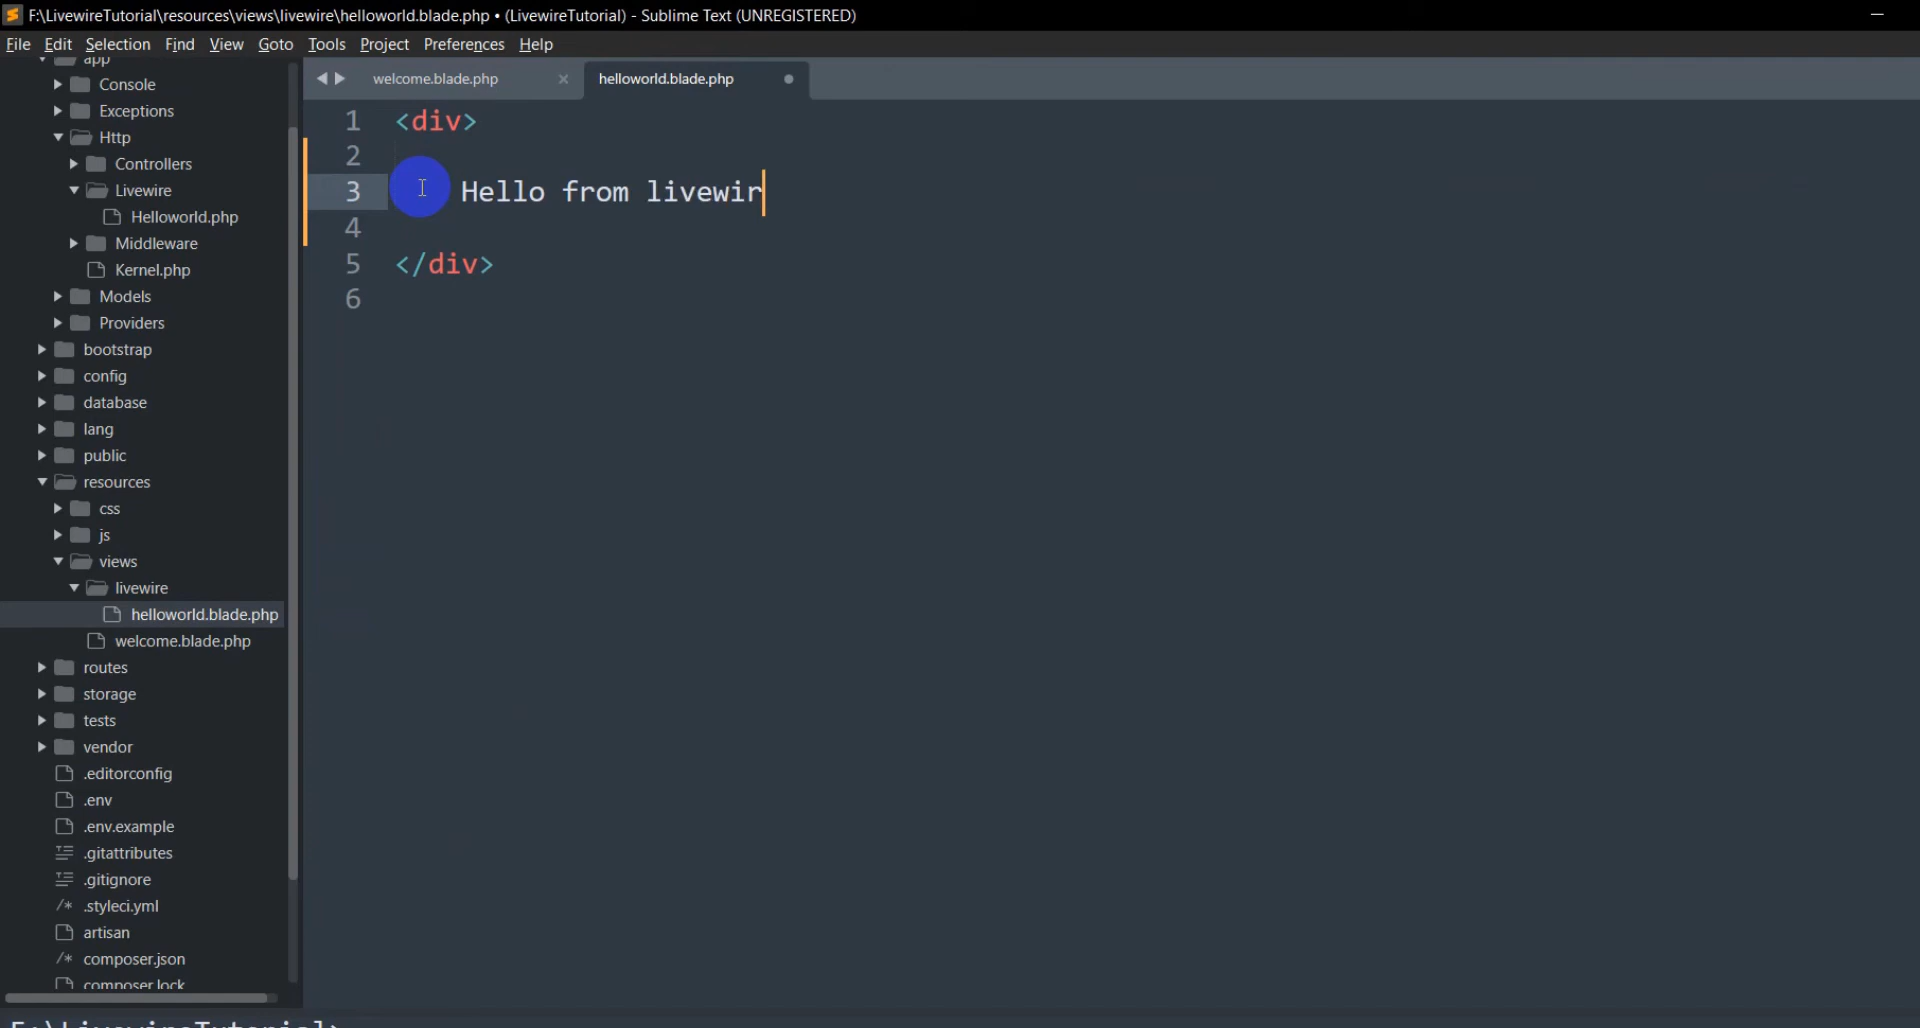 F:\LivewireTutorial\resources\views\livewire\helloworld.blade.php • (LivewireTutorial) - Sublime Text (UNREGISTERED)
File Edit Selection Find View Goto Tools Project Preferences Help
app
Console
Exceptions
Http
Controllers
Livewire
Helloworld.php
Middleware
Kernel.php
Models
Providers
bootstrap
config
database
lang
public
resources
css
js
views
livewire
helloworld.blade.php
welcome.blade.php
routes
storage
tests
vendor
.editorconfig
.env
.env.example
.gitattributes
.gitignore
/* .styleci.yml
artisan
/* composer.json
composer.lock
welcome.blade.php × helloworld.blade.php
1 <div>
2
3 Hello from livewir
4
5 </div>
6
F:\LivewireTutorial>